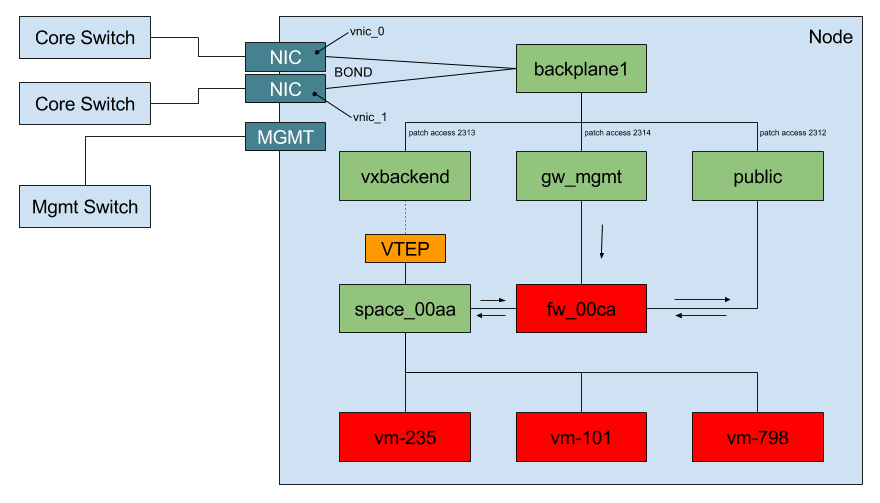 Core Switch
vnic_0
Node
NIC
BOND
backplane1
Core Switch
NIC
vnic_1
MGMT
patch access 2313
patch access 2314
patch access 2312
vxbackend
gw_mgmt
public
Mgmt Switch
VTEP
space_00aa
fw_00ca
vm-235
vm-101
vm-798